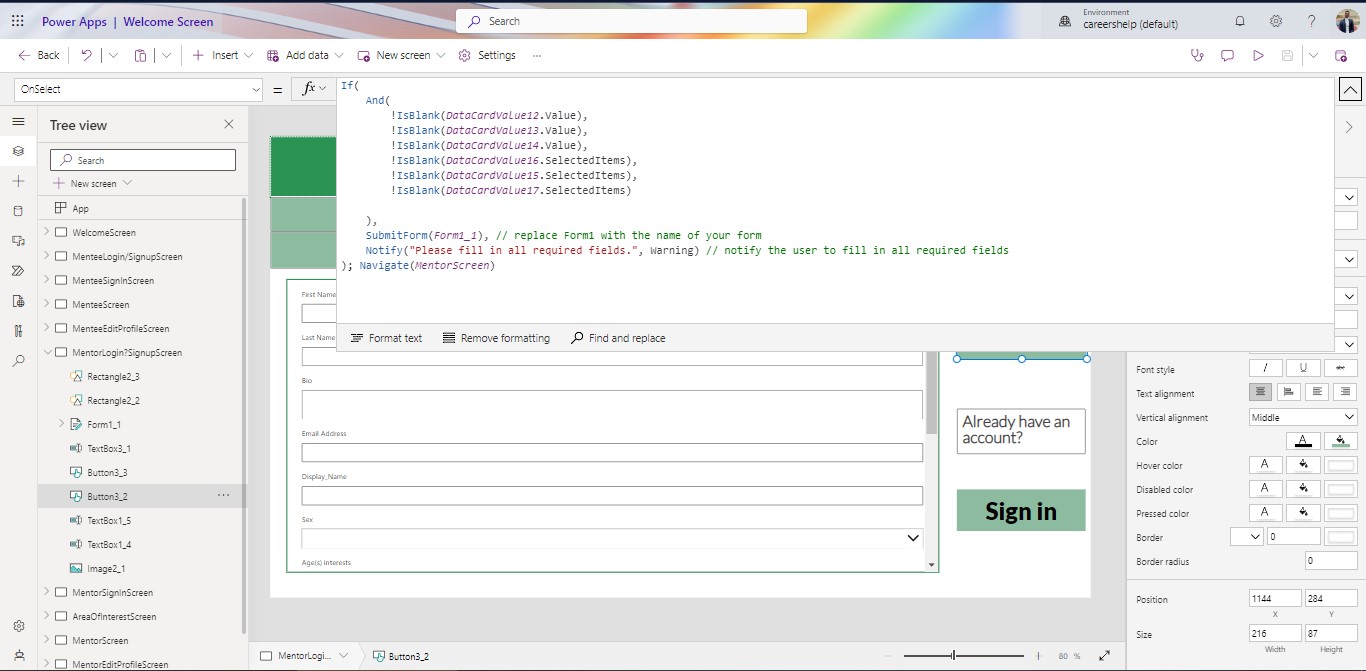 Power Apps | Welcome Screen
Search
Environment
careershelp (default)
Back
Insert
Add data
New screen
Settings
OnSelect
=
fx
If(
And(
!IsBlank(DataCardValue12.Value),
!IsBlank(DataCardValue13.Value),
!IsBlank(DataCardValue14.Value),
!IsBlank(DataCardValue16.SelectedItems),
!IsBlank(DataCardValue15.SelectedItems),
!IsBlank(DataCardValue17.SelectedItems)
),
SubmitForm(Form1_1), // replace Form1 with the name of your form
Notify("Please fill in all required fields.", Warning) // notify the user to fill in all required fields
); Navigate(MentorScreen)
Format text
Remove formatting
Find and replace
Tree view
Search
New screen
App
WelcomeScreen
MenteeLogin/SignupScreen
MenteeSignInScreen
MenteeScreen
MenteeEditProfileScreen
MentorLogin?SignupScreen
Rectangle2_3
Rectangle2_2
Form1_1
TextBox3_1
Button3_3
Button3_2
TextBox1_5
TextBox1_4
Image2_1
MentorSignInScreen
AreaOfInterestScreen
MentorScreen
MentorEditProfileScreen
First Name
Last Name
Bio
Email Address
Display_Name
Sex
Age(s) interests
Already have an
account?
Sign in
Font style
Text alignment
Vertical alignment
Middle
Color
Hover color
Disabled color
Pressed color
Border
0
Border radius
0
Position
1144
284
X
Y
Size
216
87
Width
Height
MentorLogi...
Button3_2
80 %